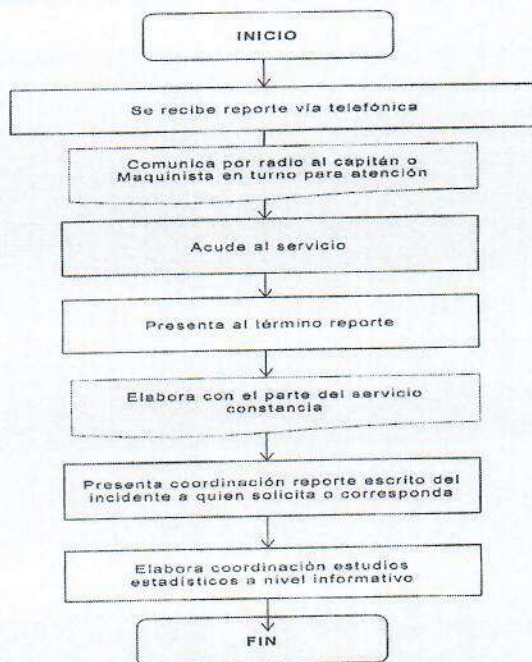 INICIO
Se recibe reporte vía telefónica
Comunica por radio al capitán o
Maquinista en turno para atención
Acude al servicio
Presenta al término reporte
Elabora con el parte del servicio
constancia
Presenta coordinación reporte escrito del
incidente a quien solicita o corresponda
Elabora coordinación estudios
estadísticos a nivel informativo
FIN